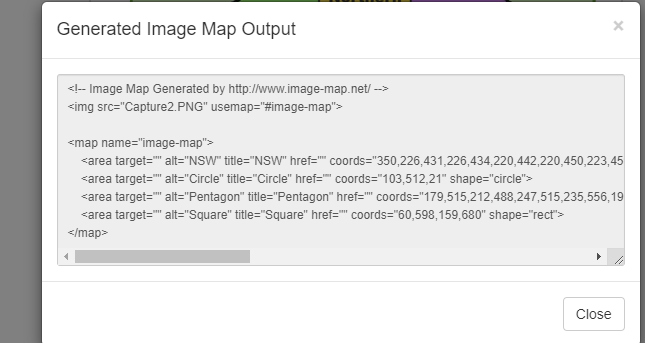 Generated Image Map Output
×
<!-- Image Map Generated by http://www.image-map.net/ -->
<img src="Capture2.PNG" usemap="#image-map">
<map name="image-map">
<area target="" alt="NSW" title="NSW" href="" coords="350,226,431,226,434,220,442,220,450,223,45
<area target="" alt="Circle" title="Circle" href="" coords="103,512,21" shape="circle">
<area target="" alt="Pentagon" title="Pentagon" href="" coords="179,515,212,488,247,515,235,556,19
<area target="" alt="Square" title="Square" href="" coords="60,598,159,680" shape="rect">
</map>
Close